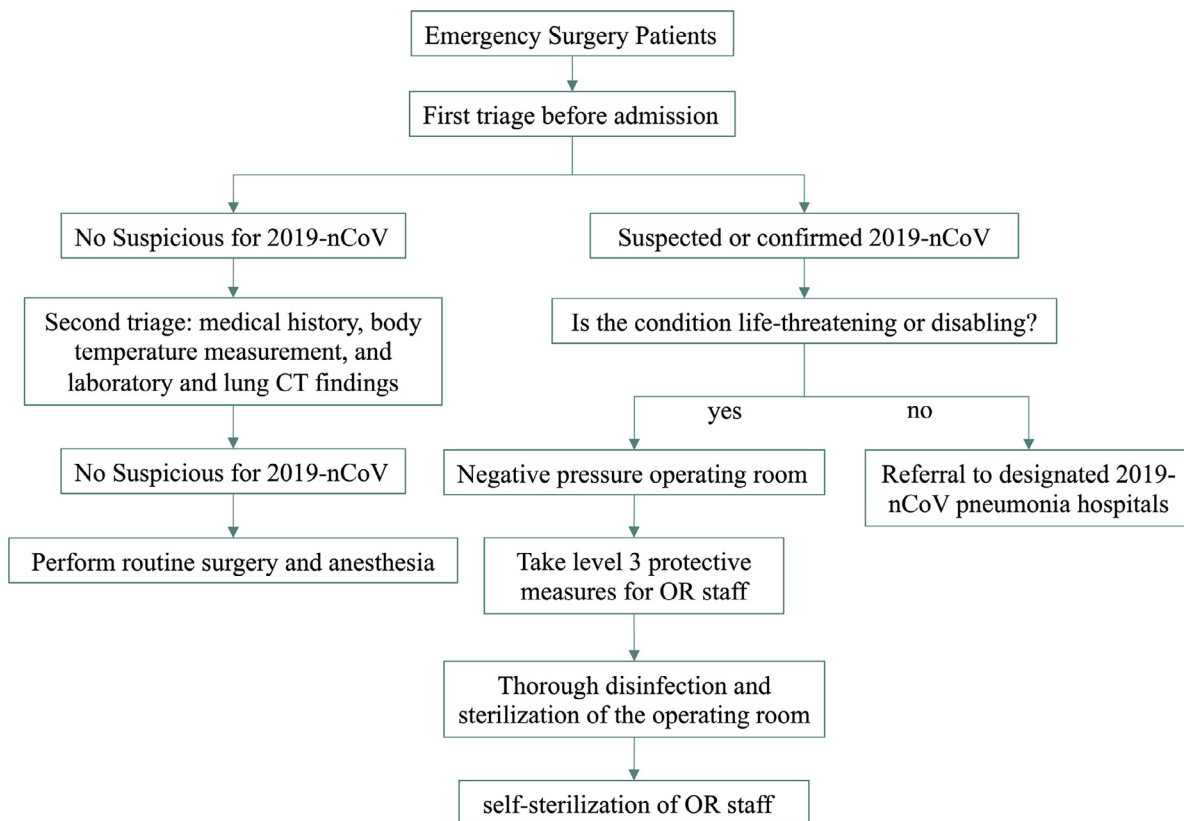 Emergency Surgery Patients
First triage before admission
No Suspicious for 2019-nCoV
Suspected or confirmed 2019-nCoV
Second triage: medical history, body
temperature measurement, and
laboratory and lung CT findings
Is the condition life-threatening or disabling?
yes
no
No Suspicious for 2019-nCoV
Negative pressure operating room
Referral to designated 2019-
nCoV pneumonia hospitals
Perform routine surgery and anesthesia
Take level 3 protective
measures for OR staff
Thorough disinfection and
sterilization of the operating room
self-sterilization of OR staff